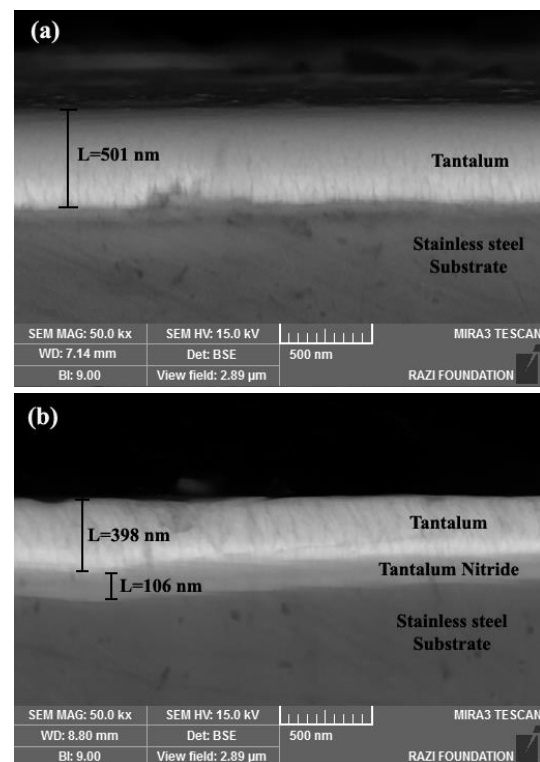 (a)
L=501 nm
Tantalum
Stainless steel
Substrate
SEM MAG: 50.0 kx SEM HV: 15.0 kV MIRA3 TESCAN
WD: 7.14 mm Det: BSE 500 nm
BI: 9.00 View field: 2.89 µm RAZI FOUNDATION
(b)
Tantalum
L=398 nm
Tantalum Nitride
L=106 nm
Stainless steel
Substrate
SEM MAG: 50.0 kx SEM HV: 15.0 kV MIRA3 TESCAN
WD: 8.80 mm Det: BSE 500 nm
BI: 9.00 View field: 2.89 µm RAZI FOUNDATION